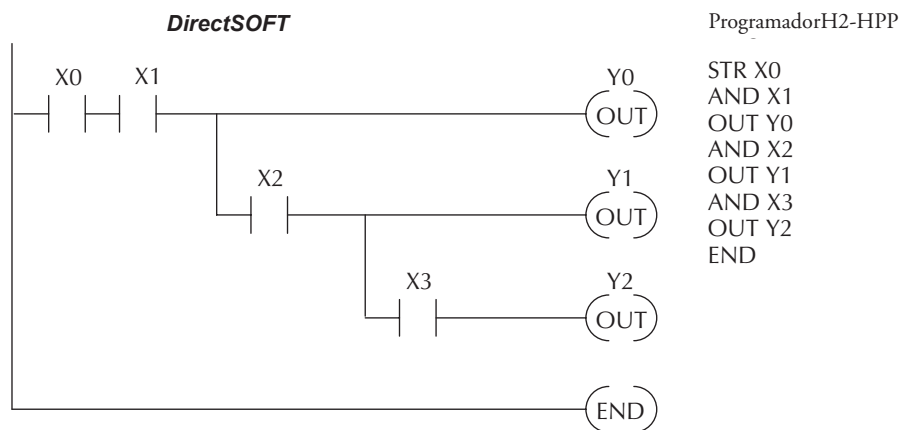 DirectSOFT
ProgramadorH2-HPP
X0 X1 Y0
OUT
X2 Y1
OUT
X3 Y2
OUT
END
STR X0
AND X1
OUT Y0
AND X2
OUT Y1
AND X3
OUT Y2
END